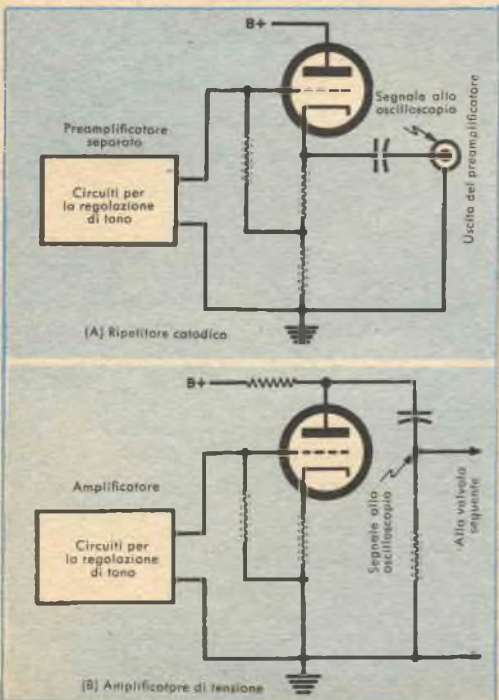 B+
Segnale allo
oscilloscopio
Preamplificatore
separato
Circuiti per
la regolazione
di tono
Uscita del preamplificatore
(A) Ripetitore catodico
B+
Amplificatore
Circuiti per
la regolazione
di tono
Segnale allo
oscilloscopio
Alla valvola
seguente
(B) Amplificatore di tensione